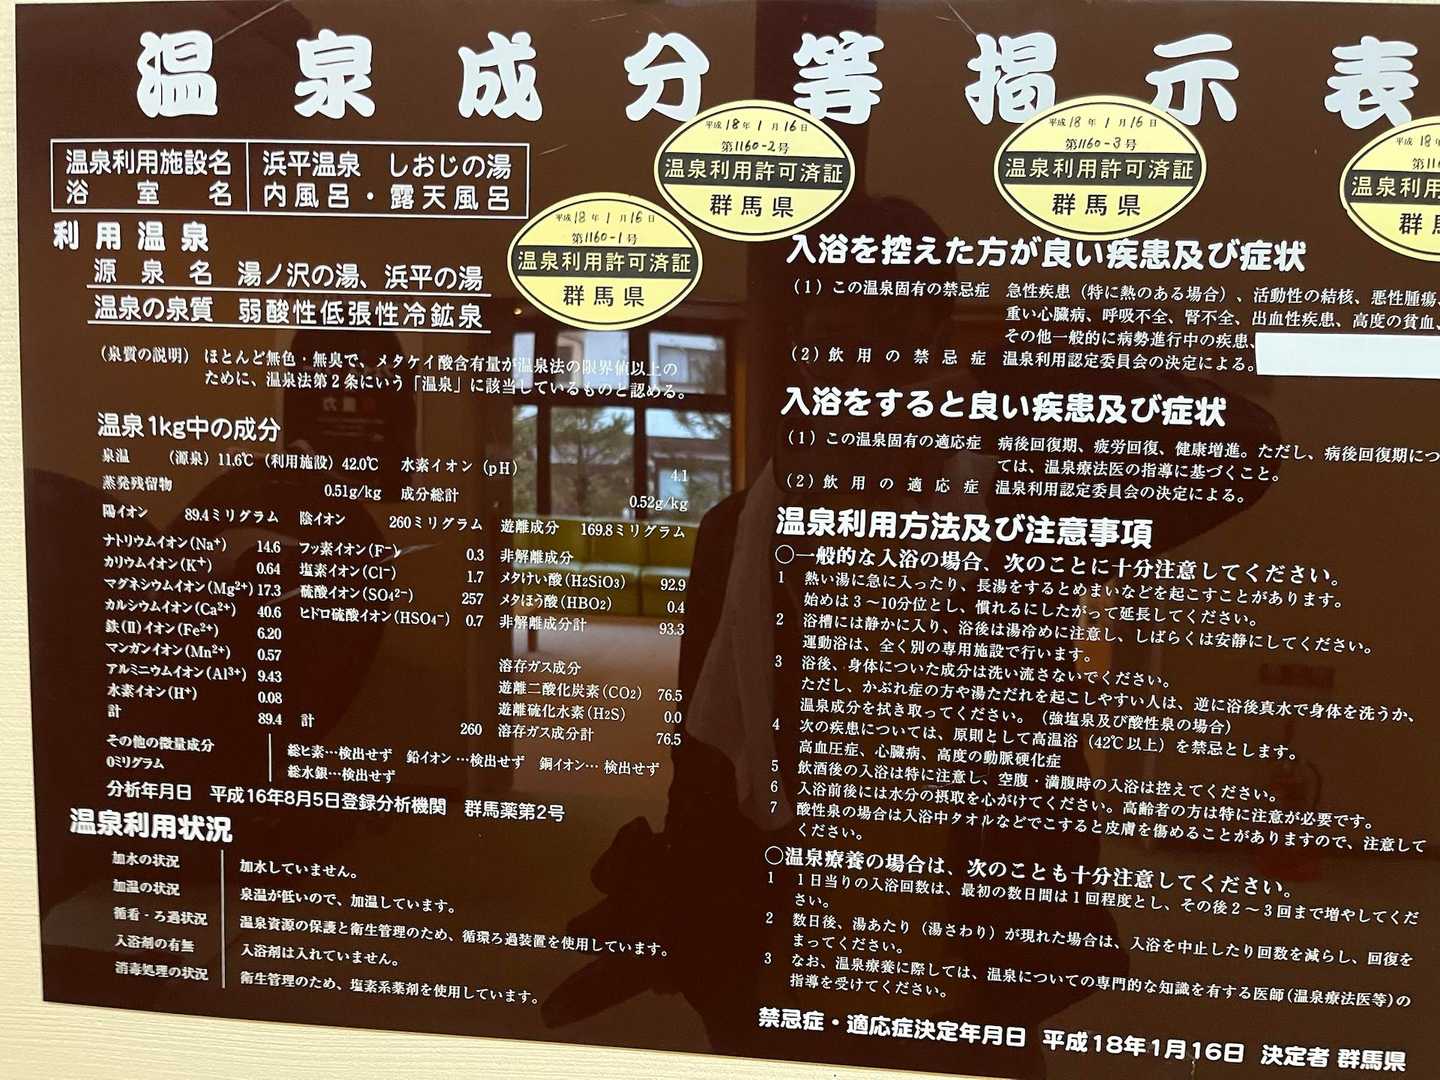 温泉成分等掲示表
平成18年1月16日
第1160-2号
温泉利用許可済証
群馬県
平成18年1月16日
第1160-3号
温泉利用許可済証
群馬県
平成18年
温泉利用
群
平成18年1月16日
第1160-1号
温泉利用許可済証
群馬県
温泉利用施設名 浜平温泉 しおじの湯
浴室名 内風呂・露天風呂
利用温泉
源泉名 湯ノ沢の湯、浜平の湯
温泉の泉質 弱酸性低張性冷鉱泉
(泉質の説明) ほとんど無色・無臭で、メタケイ酸含有量が温泉法の限界値以上の
ために、温泉法第2条にいう「温泉」に該当しているものと認める。
温泉1kg中の成分
泉温 (源泉)11.6℃(利用施設)42.0℃ 水素イオン(pH) 4.1
蒸発残留物 0.51g/kg 成分総計 0.52g/kg
陽イオン 89.4ミリグラム 陰イオン 260ミリグラム 遊離成分 169.8ミリグラム
ナトリウムイオン(Na⁺) 14.6 フッ素イオン(F⁻) 0.3 非解離成分
カリウムイオン(K⁺) 0.64 塩素イオン(Cl⁻) 1.7 メタけい酸(H₂SiO₃) 92.9
マグネシウムイオン(Mg²⁺) 17.3 硫酸イオン(SO₄²⁻) 257 メタほう酸(HBO₂) 0.4
カルシウムイオン(Ca²⁺) 40.6 ヒドロ硫酸イオン(HSO₄⁻) 0.7 非解離成分計 93.3
鉄(Ⅱ)イオン(Fe²⁺) 6.20
マンガンイオン(Mn²⁺) 0.57 溶存ガス成分
アルミニウムイオン(Al³⁺) 9.43 遊離二酸化炭素(CO₂) 76.5
水素イオン(H⁺) 0.08 遊離硫化水素(H₂S) 0.0
計 89.4 計 260 溶存ガス成分計 76.5
その他の微量成分 総ヒ素…検出せず 鉛イオン…検出せず 銅イオン…検出せず
0ミリグラム 総水銀…検出せず
分析年月日 平成16年8月5日登録分析機関 群馬薬第2号
温泉利用状況
加水の状況 加水していません。
加温の状況 泉温が低いので、加温しています。
循看・ろ過状況 温泉資源の保護と衛生管理のため、循環ろ過装置を使用しています。
入浴剤の有無 入浴剤は入れていません。
消毒処理の状況 衛生管理のため、塩素系薬剤を使用しています。
入浴を控えた方が良い疾患及び症状
(1)この温泉固有の禁忌症 急性疾患(特に熱のある場合)、活動性の結核、悪性腫瘍、
重い心臓病、呼吸不全、腎不全、出血性疾患、高度の貧血、
その他一般的に病勢進行中の疾患、
(2)飲用の禁忌症 温泉利用認定委員会の決定による。
入浴をすると良い疾患及び症状
(1)この温泉固有の適応症 病後回復期、疲労回復、健康増進。ただし、病後回復期につ
ては、温泉療法医の指導に基づくこと。
(2)飲用の適応症 温泉利用認定委員会の決定による。
温泉利用方法及び注意事項
○一般的な入浴の場合、次のことに十分注意してください。
1 熱い湯に急に入ったり、長湯をするとめまいなどを起こすことがあります。
始めは3〜10分位とし、慣れるにしたがって延長してください。
2 浴槽には静かに入り、浴後は湯冷めに注意し、しばらくは安静にしてください。
運動浴は、全く別の専用施設で行います。
3 浴後、身体についた成分は洗い流さないでください。
ただし、かぶれ症の方や湯ただれを起こしやすい人は、逆に浴後真水で身体を洗うか、
温泉成分を拭き取ってください。(強塩泉及び酸性泉の場合)
4 次の疾患については、原則として高温浴(42℃以上)を禁忌とします。
高血圧症、心臓病、高度の動脈硬化症
5 飲酒後の入浴は特に注意し、空腹・満腹時の入浴は控えてください。
6 入浴前後には水分の摂取を心がけてください。高齢者の方は特に注意が必要です。
7 酸性泉の場合は入浴中タオルなどでこすると皮膚を傷めることがありますので、注意して
ください。
○温泉療養の場合は、次のことも十分注意してください。
1 1日当りの入浴回数は、最初の数日間は1回程度とし、その後2〜3回まで増やしてくだ
さい。
2 数日後、湯あたり(湯さわり)が現れた場合は、入浴を中止したり回数を減らし、回復を
まってください。
3 なお、温泉療養に際しては、温泉についての専門的な知識を有する医師(温泉療法医等)の
指導を受けてください。
禁忌症・適応症決定年月日 平成18年1月16日 決定者 群馬県